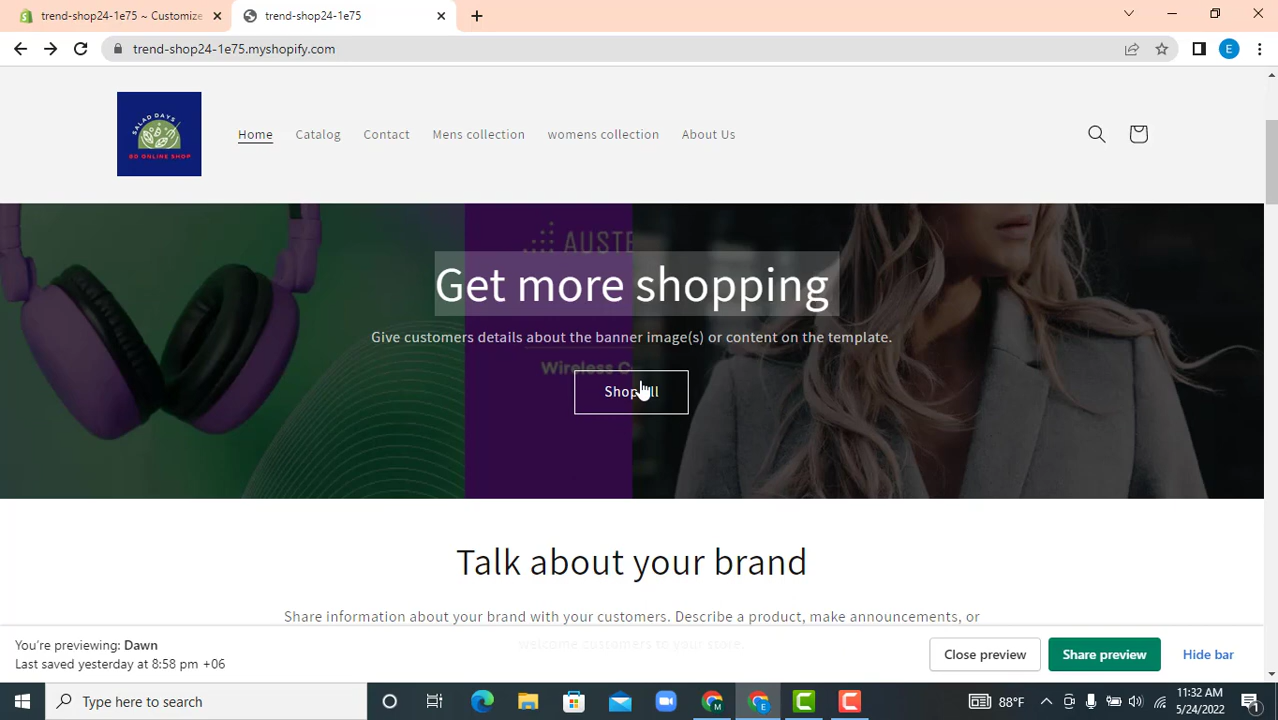 trend-shop24-1e75 ~ Customize
trend-shop24-1e75
trend-shop24-1e75.myshopify.com
E
SALAD DAYS
BD ONLINE SHOP
Home Catalog Contact Mens collection womens collection About Us
Get more shopping
Give customers details about the banner image(s) or content on the template.
Wireless
Shop
Talk about your brand
Share information about your brand with your customers. Describe a product, make announcements, or
welcome customers to your store.
You're previewing: Dawn
Last saved yesterday at 8:58 pm +06
Close preview Share preview Hide bar
Type here to search
88°F
11:32 AM
5/24/2022